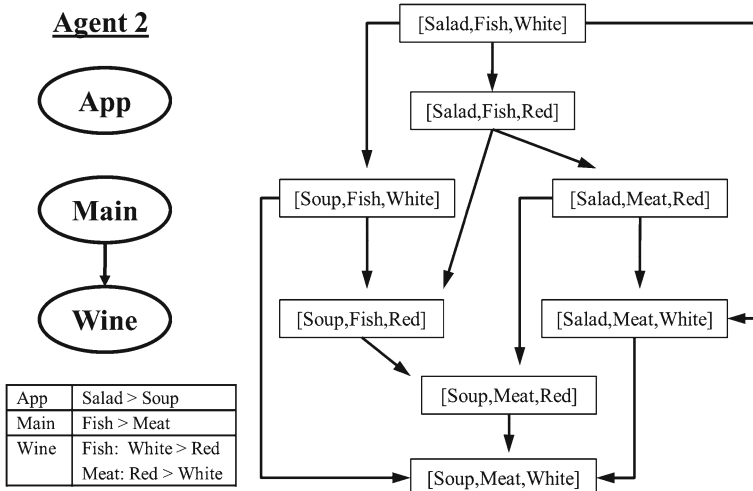 Agent 2
App
Main
Wine
App Salad > Soup
Main Fish > Meat
Wine Fish: White > Red
Meat: Red > White
[Salad,Fish,White]
[Salad,Fish,Red]
[Soup,Fish,White] [Salad,Meat,Red]
[Soup,Fish,Red] [Salad,Meat,White]
[Soup,Meat,Red]
[Soup,Meat,White]